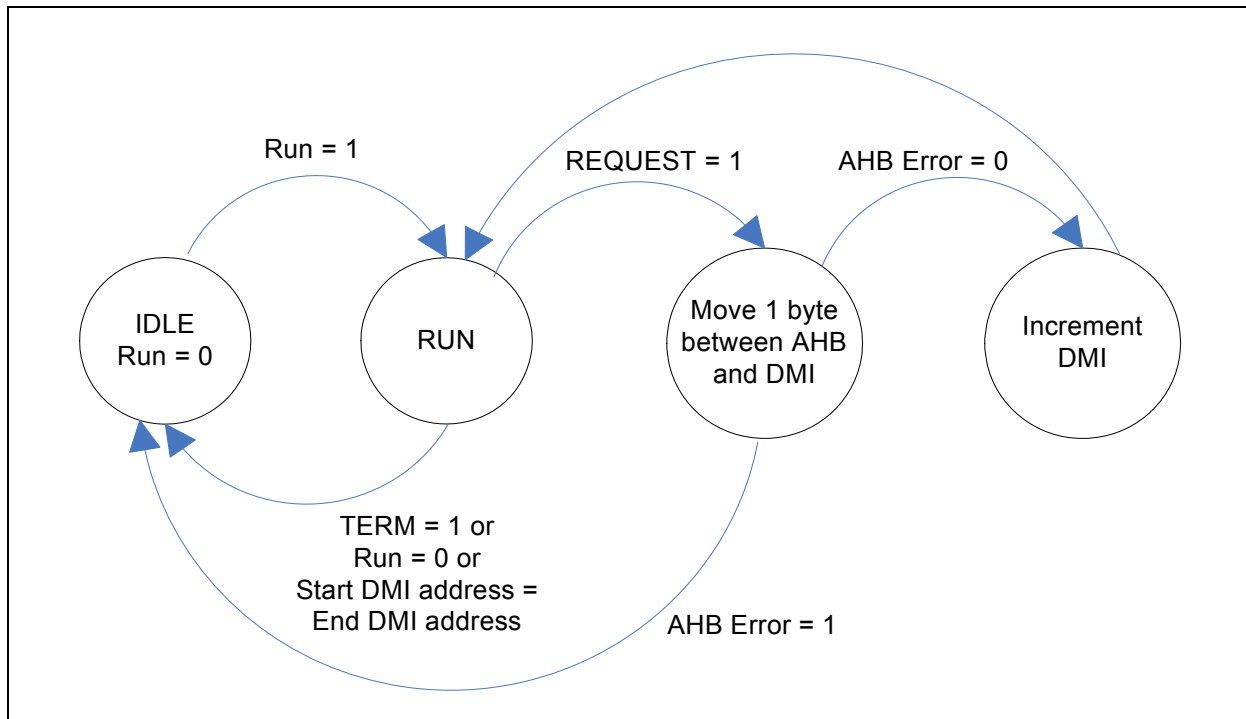 Run = 1
REQUEST = 1
AHB Error = 0
IDLE
Run = 0
RUN
Move 1 byte
between AHB
and DMI
Increment
DMI
TERM = 1 or
Run = 0 or
Start DMI address =
End DMI address
AHB Error = 1